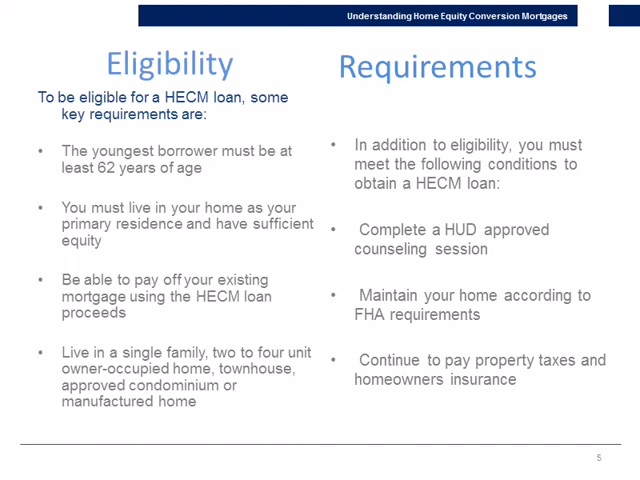 Understanding Home Equity Conversion Mortgages
Eligibility
To be eligible for a HECM loan, some
key requirements are:
• The youngest borrower must be at
least 62 years of age
• You must live in your home as your
primary residence and have sufficient
equity
• Be able to pay off your existing
mortgage using the HECM loan
proceeds
• Live in a single family, two to four unit
owner-occupied home, townhouse,
approved condominium or
manufactured home
Requirements
• In addition to eligibility, you must
meet the following conditions to
obtain a HECM loan:
• Complete a HUD approved
counseling session
• Maintain your home according to
FHA requirements
• Continue to pay property taxes and
homeowners insurance
5